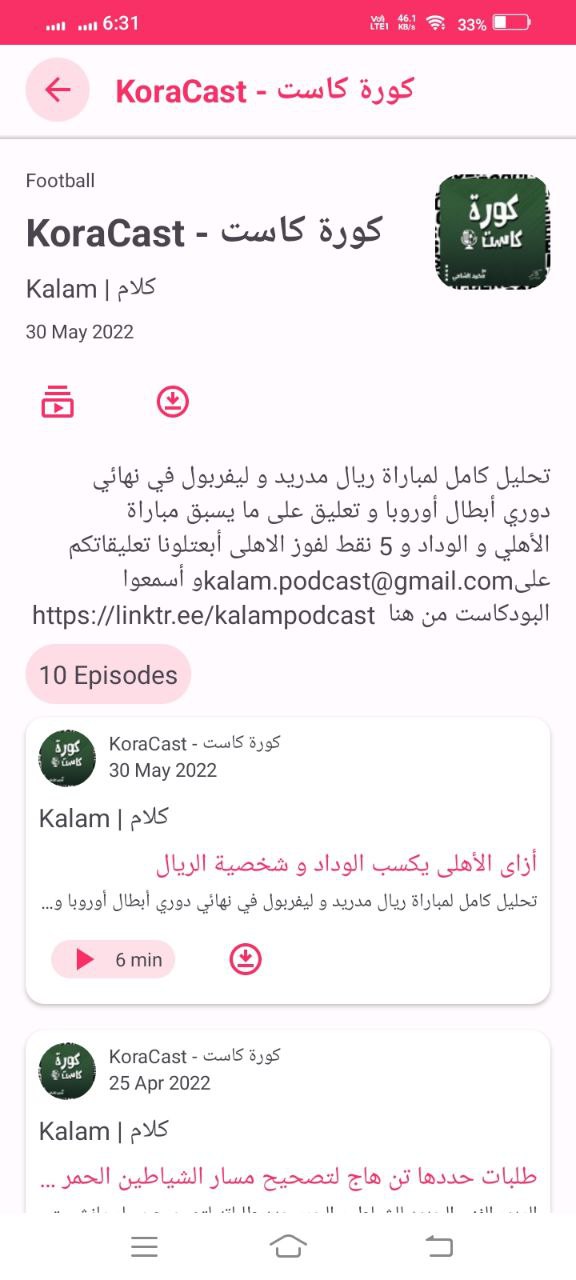 6:31
Vo)) LTE1 46.1 KB/s 33%
KoraCast - كورة كاست
Football
KoraCast - كورة كاست
كورة
كاست
Kalam | كلام
30 May 2022
تحليل كامل لمباراة ريال مدريد و ليفربول في نهائي
دوري أبطال أوروبا و تعليق على ما يسبق مباراة
الأهلي و الوداد و 5 نقط لفوز الاهلى أبعتلونا تعليقاتكم
علىkalam.podcast@gmail.comو أسمعوا
البودكاست من هنا https://linktr.ee/kalampodcast
10 Episodes
كورة
كاست
KoraCast - كورة كاست
30 May 2022
Kalam | كلام
أزاى الأهلى يكسب الوداد و شخصية الريال
تحليل كامل لمباراة ريال مدريد و ليفربول في نهائي دوري أبطال أوروبا و...
6 min
كورة
كاست
KoraCast - كورة كاست
25 Apr 2022
Kalam | كلام
طلبات حددها تن هاج لتصحيح مسار الشياطين الحمر ...